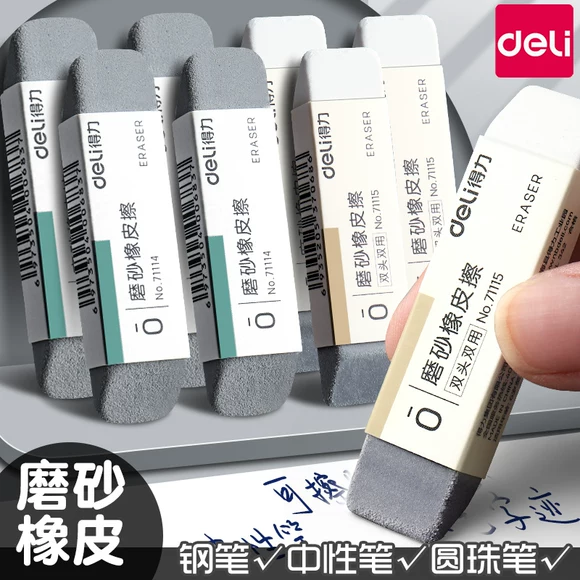 deli
deli得力
ERASER
磨砂橡皮擦
No.71114
deli得力
ERASER
磨砂橡皮擦
No.71114
deli得力
ERASER
磨砂橡皮擦
双头双用
No.71115
deli得力
ERASER
磨砂橡皮擦
双头双用
No.71115
deli得力
ERASER
磨砂橡皮擦
双头双用
No.71115
可擦
磨砂
橡皮
钢笔✓中性笔✓圆珠笔✓